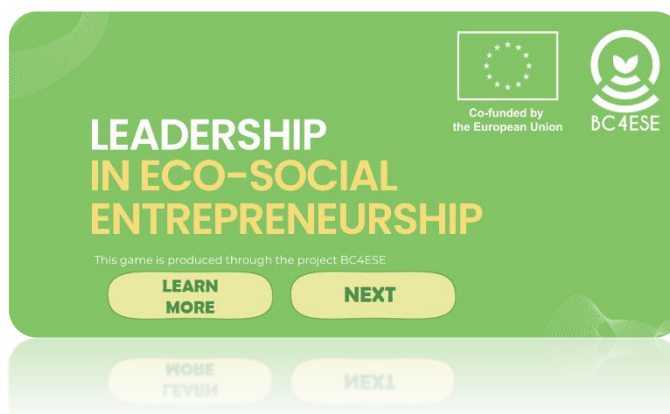 Co-funded by
the European Union
BC4ESE
LEADERSHIP
IN ECO-SOCIAL
ENTREPRENEURSHIP
This game is produced through the project BC4ESE
LEARN
MORE
NEXT